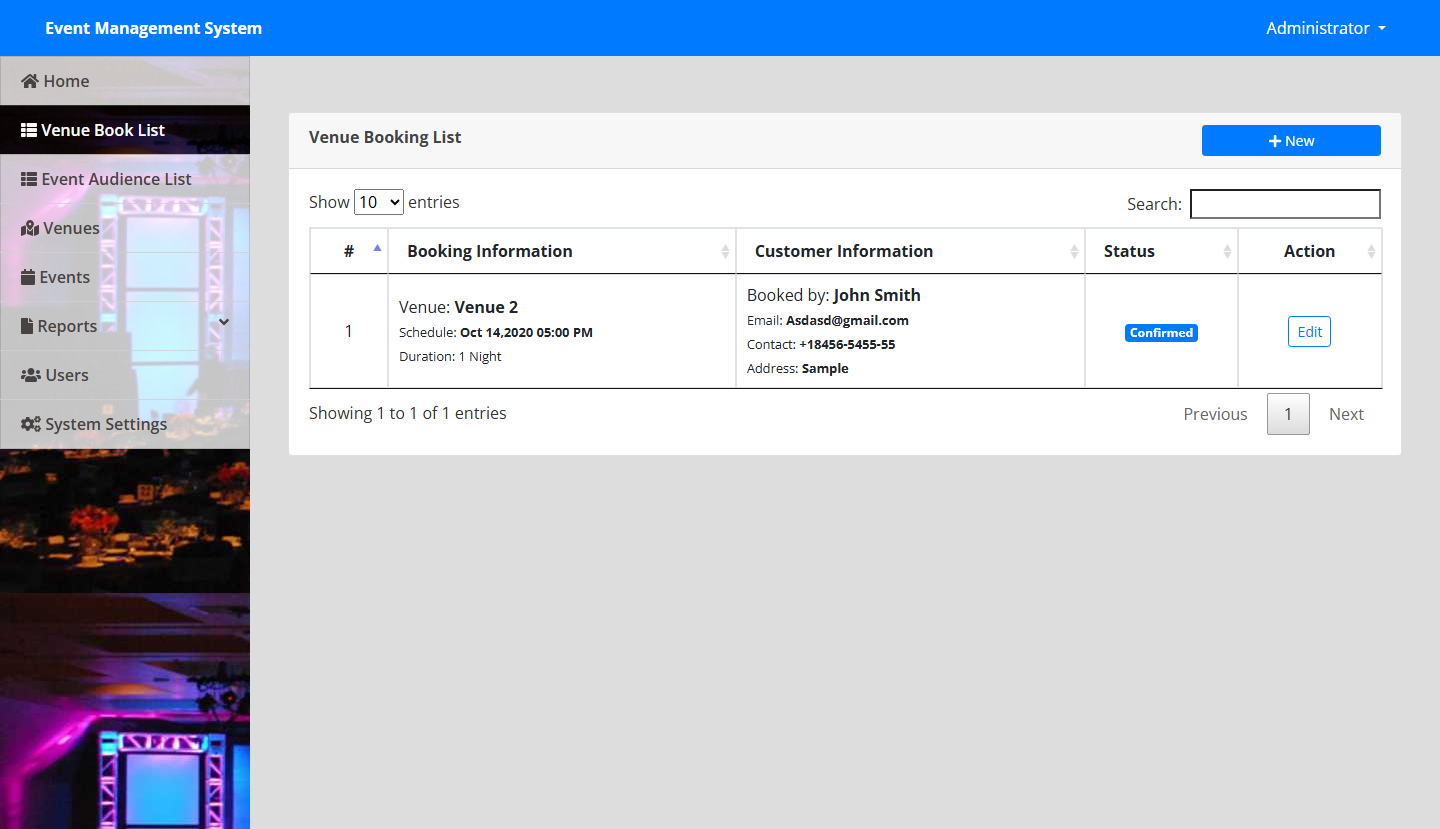 Event Management System
Administrator
Home
Venue Book List
Event Audience List
Venues
Events
Reports
Users
System Settings
Venue Booking List
New
Show 10 entries
Search:
# Booking Information Customer Information Status Action
1
Venue: Venue 2
Schedule: Oct 14,2020 05:00 PM
Duration: 1 Night
Booked by: John Smith
Email: Asdasd@gmail.com
Contact: +18456-5455-55
Address: Sample
Confirmed
Edit
Showing 1 to 1 of 1 entries
Previous 1 Next